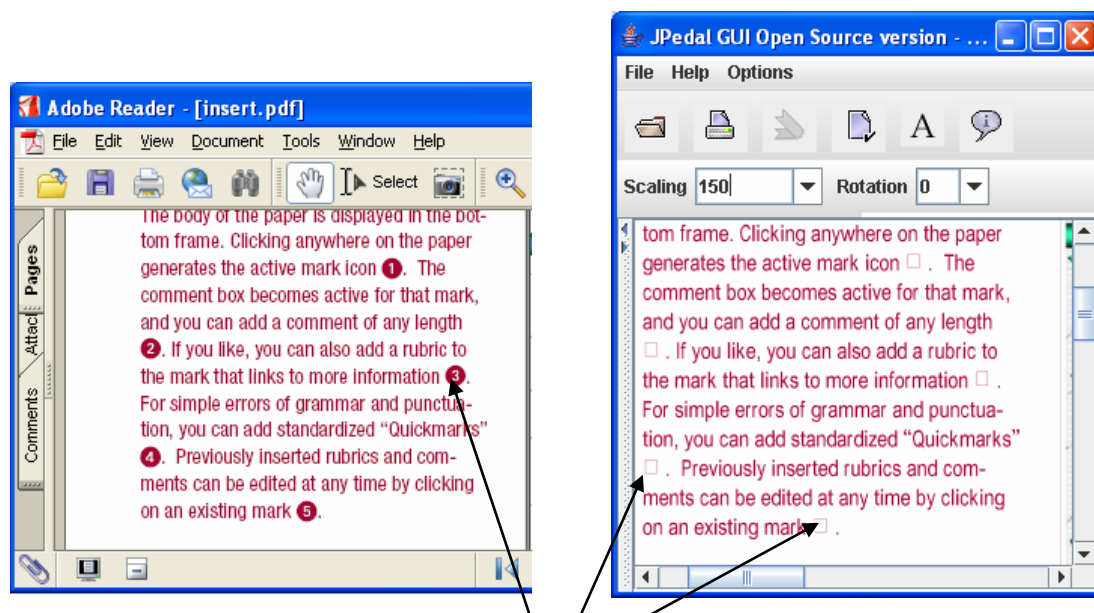 Adobe Reader - [insert.pdf]
File Edit View Document Tools Window Help
Select
Pages
Attac
Comments
The body of the paper is displayed in the bot-
tom frame. Clicking anywhere on the paper
generates the active mark icon ❶. The
comment box becomes active for that mark,
and you can add a comment of any length
❷. If you like, you can also add a rubric to
the mark that links to more information ❸.
For simple errors of grammar and punctua-
tion, you can add standardized “Quickmarks”
❹. Previously inserted rubrics and com-
ments can be edited at any time by clicking
on an existing mark ❺.
JPedal GUI Open Source version - ...
File Help Options
A
Scaling 150 Rotation 0
tom frame. Clicking anywhere on the paper
generates the active mark icon □ . The
comment box becomes active for that mark,
and you can add a comment of any length
□ . If you like, you can also add a rubric to
the mark that links to more information □ .
For simple errors of grammar and punctua-
tion, you can add standardized “Quickmarks”
□ . Previously inserted rubrics and com-
ments can be edited at any time by clicking
on an existing mark □ .